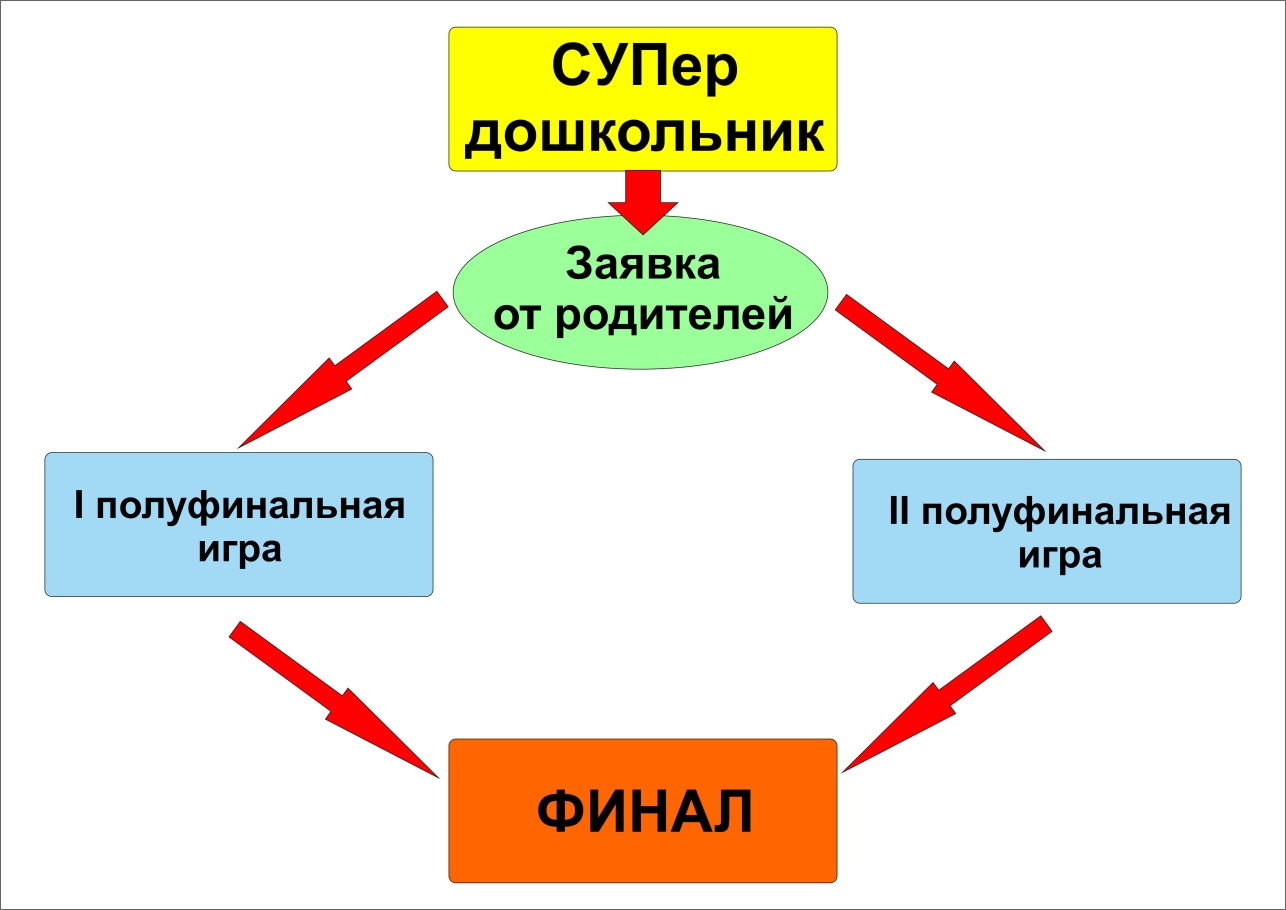 СУПер
дошкольник
Заявка
от родителей
I полуфинальная
игра
II полуфинальная
игра
ФИНАЛ